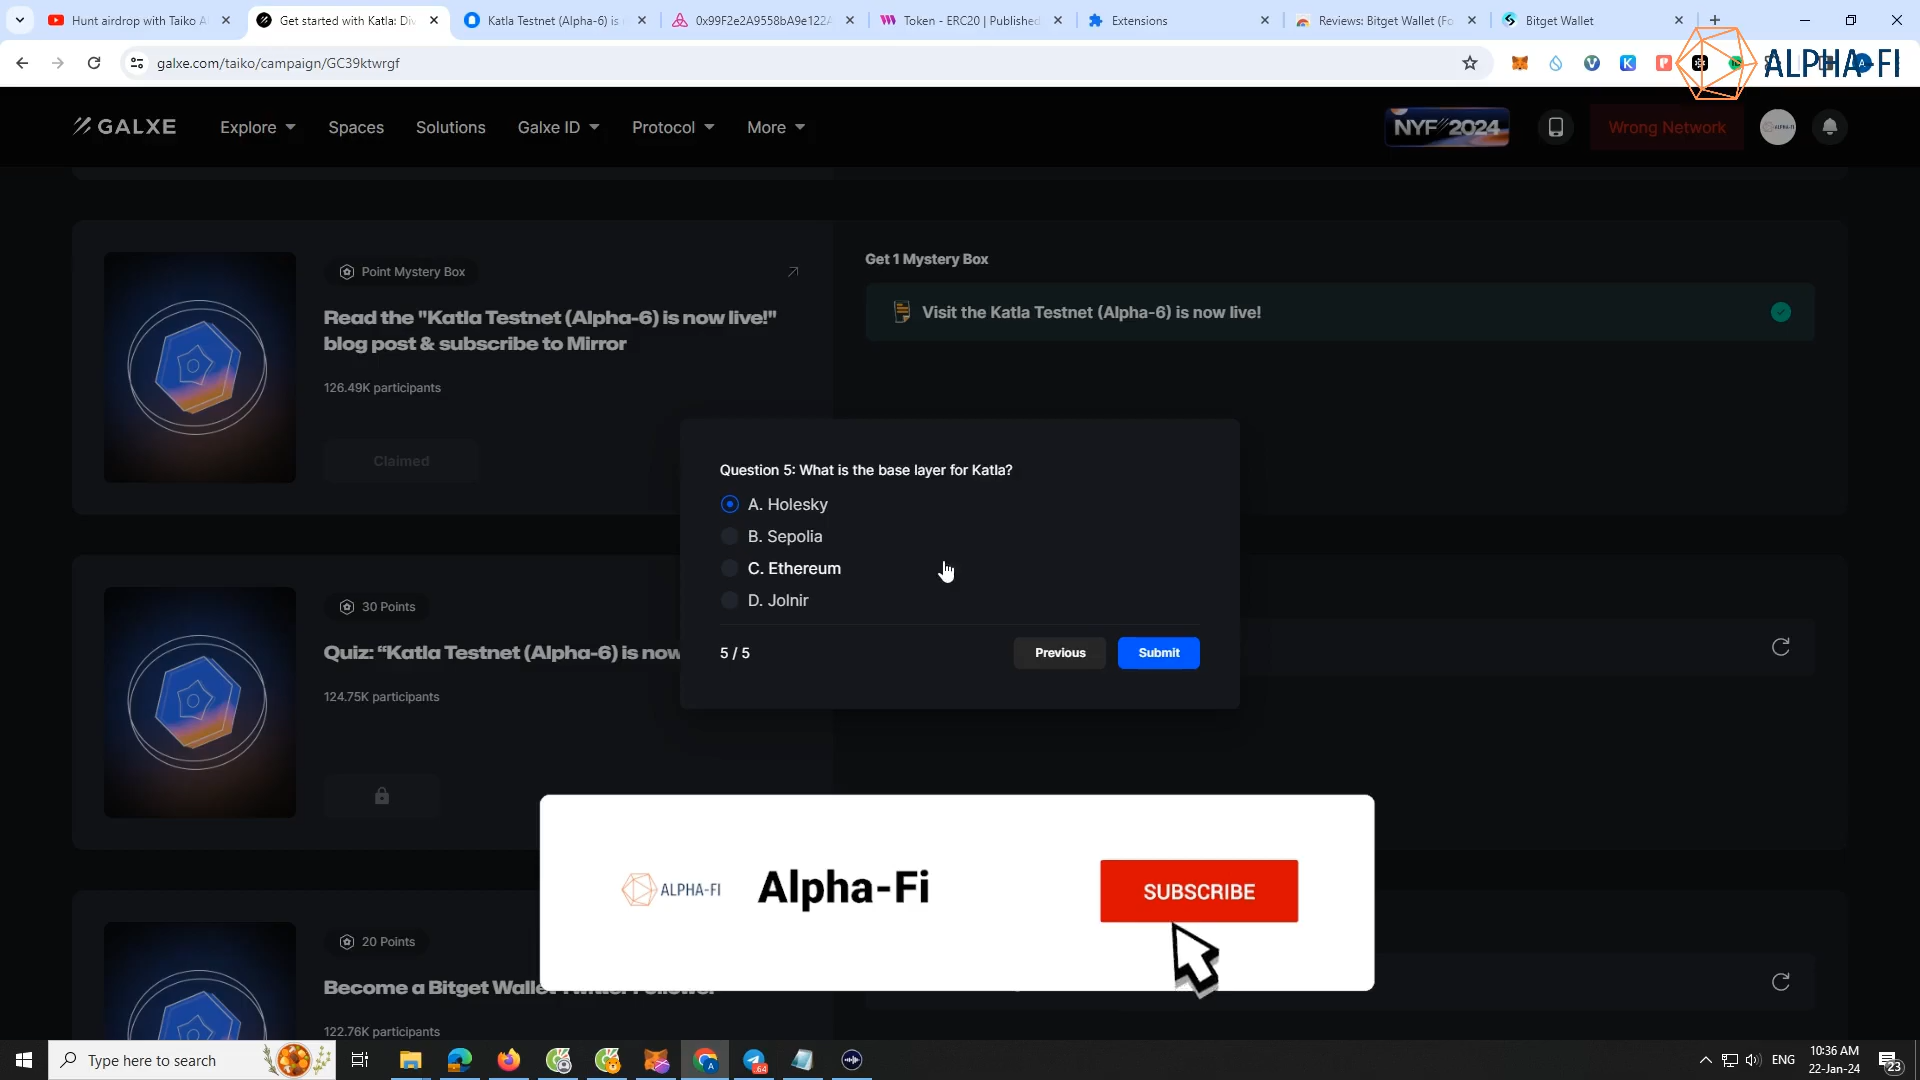 Hunt airdrop with Taiko A
Get started with Katla: Div
Katla Testnet (Alpha-6) is
0x99F2e2A9558bA9e122A
Token - ERC20 | Published
Extensions
Reviews: Bitget Wallet (Fo
Bitget Wallet
galxe.com/taiko/campaign/GC39ktwrgf
ALPHA-FI
GALXE
Explore
Spaces
Solutions
Galxe ID
Protocol
More
NYF 2024
Wrong Network
Point Mystery Box
Read the "Katla Testnet (Alpha-6) is now live!"
blog post & subscribe to Mirror
126.49K participants
Claimed
Get 1 Mystery Box
Visit the Katla Testnet (Alpha-6) is now live!
Question 5: What is the base layer for Katla?
A. Holesky
B. Sepolia
C. Ethereum
D. Jolnir
5 / 5
Previous
Submit
30 Points
Quiz: “Katla Testnet (Alpha-6) is now
124.75K participants
20 Points
Become a Bitget Walle
122.76K participants
ALPHA-FI
Alpha-Fi
SUBSCRIBE
Type here to search
64
ENG
10:36 AM
22-Jan-24
23